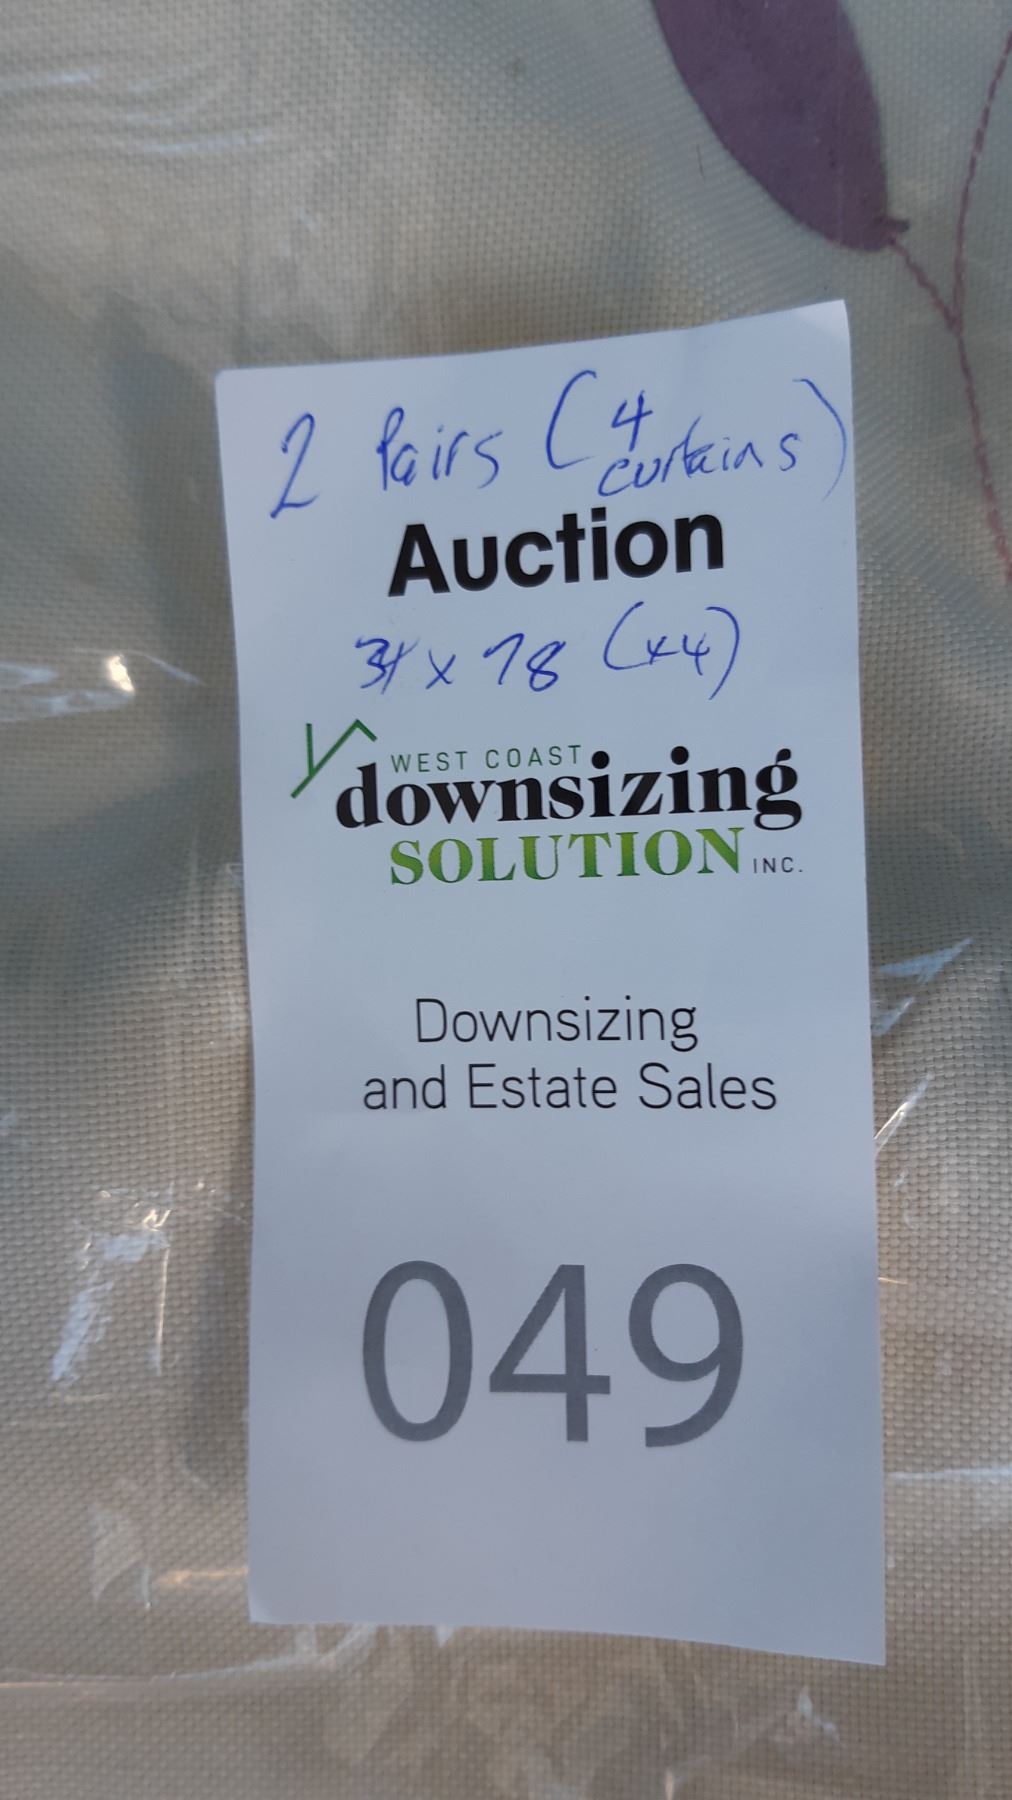 2 Pairs (4 curtains)
Auction
x 78 (x4)
WEST COAST
downsizing
SOLUTION INC.
Downsizing
and Estate Sales
049